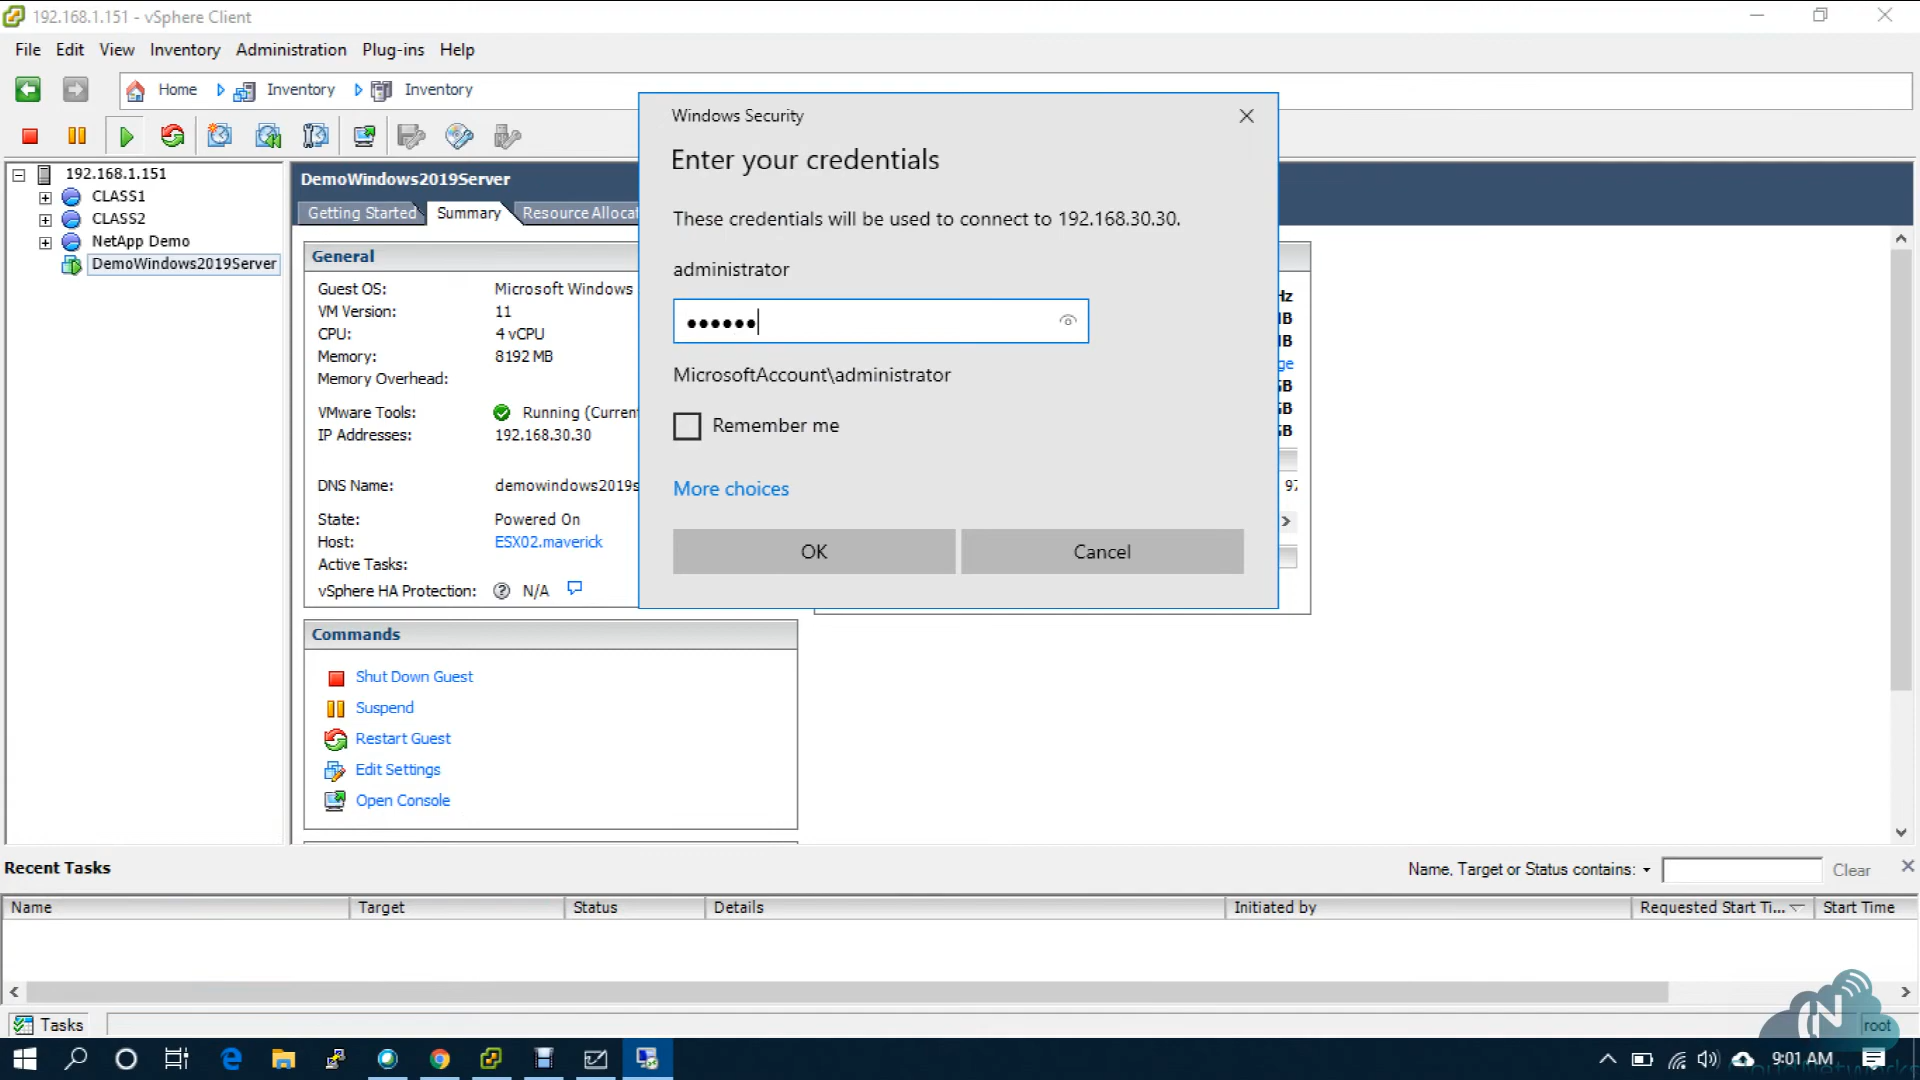 192.168.1.151 - vSphere Client
File Edit View Inventory Administration Plug-ins Help
Home Inventory Inventory
192.168.1.151
CLASS1
CLASS2
NetApp Demo
DemoWindows2019Server
DemoWindows2019Server
Getting Started Summary Resource Allocat
General
Guest OS: Microsoft Windows
VM Version: 11
CPU: 4 vCPU
Memory: 8192 MB
Memory Overhead:
VMware Tools: Running (Curren
IP Addresses: 192.168.30.30
DNS Name: demowindows2019s
State: Powered On
Host: ESX02.maverick
Active Tasks:
vSphere HA Protection: N/A
Commands
Shut Down Guest
Suspend
Restart Guest
Edit Settings
Open Console
Windows Security
Enter your credentials
These credentials will be used to connect to 192.168.30.30.
administrator
●●●●●●
MicrosoftAccount\administrator
Remember me
More choices
OK Cancel
Hz
ge
97
Recent Tasks
Name, Target or Status contains: Clear
Name Target Status Details Initiated by Requested Start Ti... Start Time
Tasks
N
root
9:01 AM